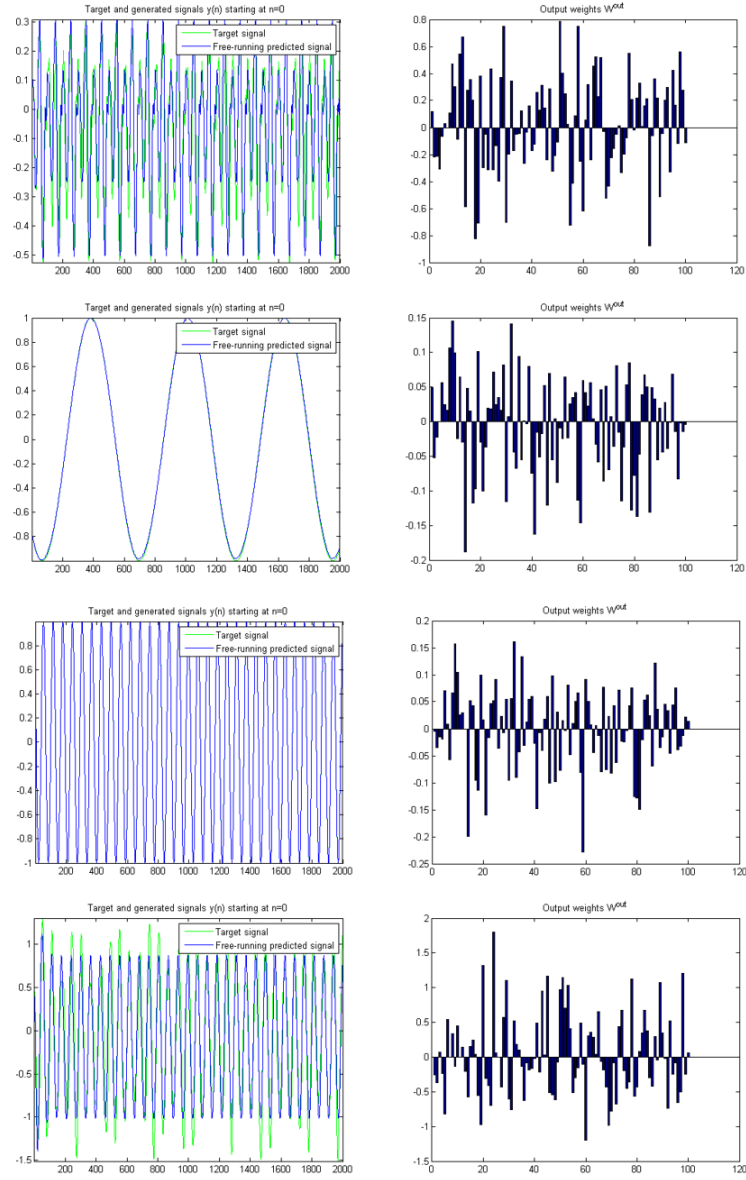 Target and generated signals y(n) starting at n=0
Target signal
Free-running predicted signal
0.3
0.2
0.1
0
-0.1
-0.2
-0.3
-0.4
-0.5
200 400 600 800 1000 1200 1400 1600 1800 2000
Output weights W^out
0.8
0.6
0.4
0.2
0
-0.2
-0.4
-0.6
-0.8
-1
0 20 40 60 80 100 120
Target and generated signals y(n) starting at n=0
Target signal
Free-running predicted signal
1
0.8
0.6
0.4
0.2
0
-0.2
-0.4
-0.6
-0.8
200 400 600 800 1000 1200 1400 1600 1800 2000
Output weights W^out
0.15
0.1
0.05
0
-0.05
-0.1
-0.15
-0.2
0 20 40 60 80 100 120
Target and generated signals y(n) starting at n=0
Target signal
Free-running predicted signal
0.8
0.6
0.4
0.2
0
-0.2
-0.4
-0.6
-0.8
-1
200 400 600 800 1000 1200 1400 1600 1800 2000
Output weights W^out
0.2
0.15
0.1
0.05
0
-0.05
-0.1
-0.15
-0.2
-0.25
0 20 40 60 80 100 120
Target and generated signals y(n) starting at n=0
Target signal
Free-running predicted signal
1
0.5
0
-0.5
-1
-1.5
200 400 600 800 1000 1200 1400 1600 1800 2000
Output weights W^out
2
1.5
1
0.5
0
-0.5
-1
-1.5
0 20 40 60 80 100 120